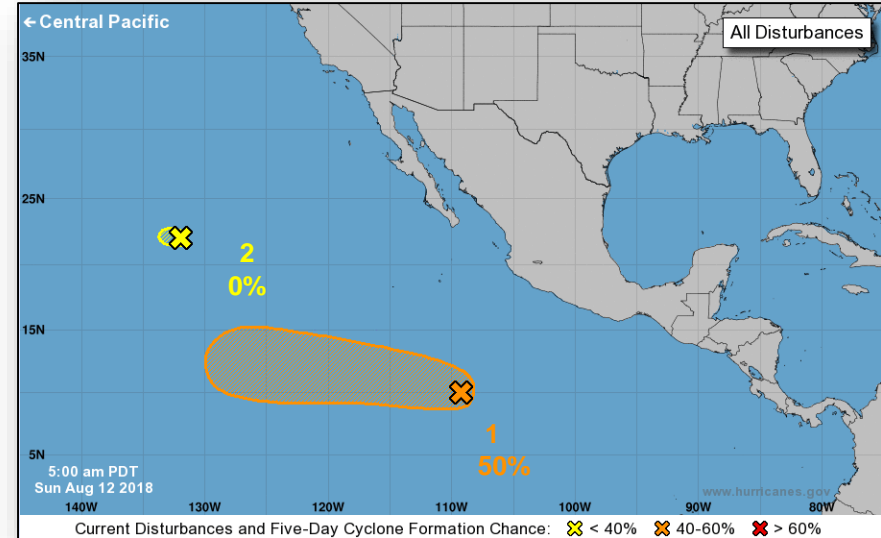 ← Central Pacific
All Disturbances
35N
25N
2
0%
15N
1
50%
5N
5:00 am PDT
Sun Aug 12 2018
www.hurricanes.gov
140W 130W 120W 110W 100W 90W 80W
Current Disturbances and Five-Day Cyclone Formation Chance: < 40% 40-60% > 60%